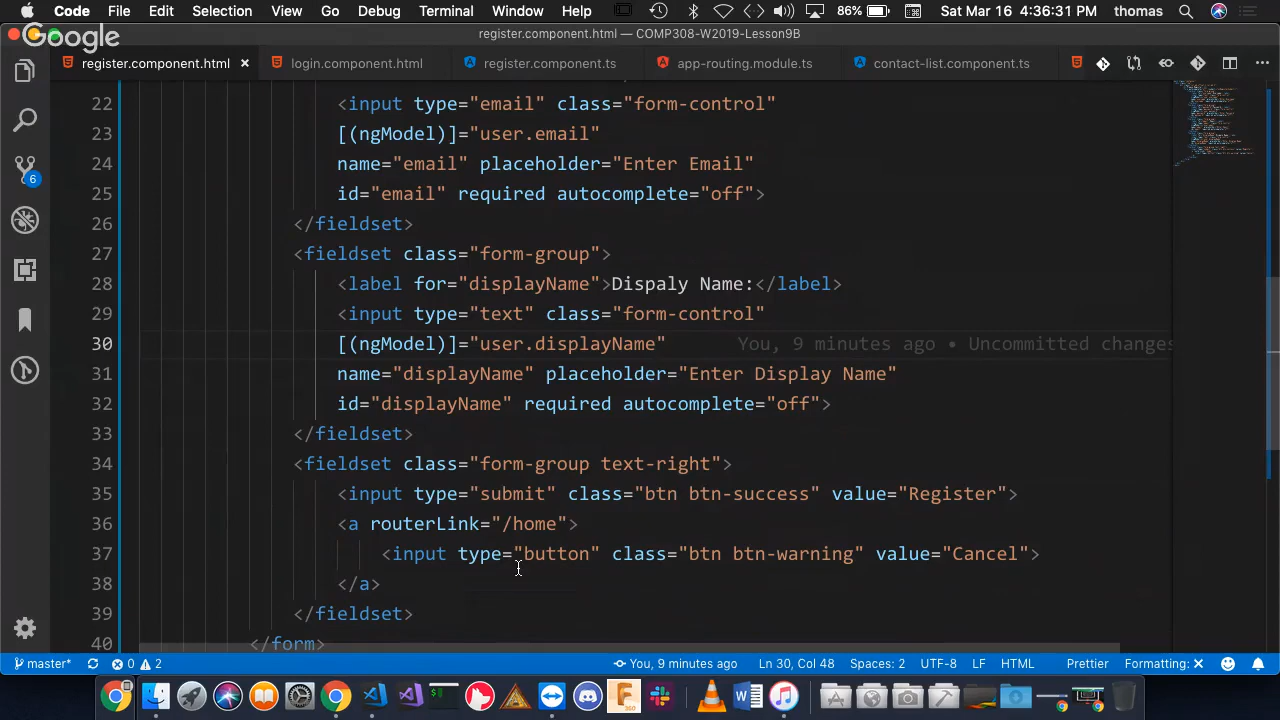 Code File Edit Selection View Go Debug Terminal Window Help 86% Sat Mar 16 4:36:31 PM thomas
Google
register.component.html — COMP308-W2019-Lesson9B
register.component.html × login.component.html register.component.ts app-routing.module.ts contact-list.component.ts
22 <input type="email" class="form-control"
23 [(ngModel)]="user.email"
24 name="email" placeholder="Enter Email"
25 id="email" required autocomplete="off">
26 </fieldset>
27 <fieldset class="form-group">
28 <label for="displayName">Dispaly Name:</label>
29 <input type="text" class="form-control"
30 [(ngModel)]="user.displayName" You, 9 minutes ago • Uncommitted changes
31 name="displayName" placeholder="Enter Display Name"
32 id="displayName" required autocomplete="off">
33 </fieldset>
34 <fieldset class="form-group text-right">
35 <input type="submit" class="btn btn-success" value="Register">
36 <a routerLink="/home">
37 <input type="button" class="btn btn-warning" value="Cancel">
38 </a>
39 </fieldset>
40 </form>
6
master* 0 2 You, 9 minutes ago Ln 30, Col 48 Spaces: 2 UTF-8 LF HTML Prettier Formatting: ×